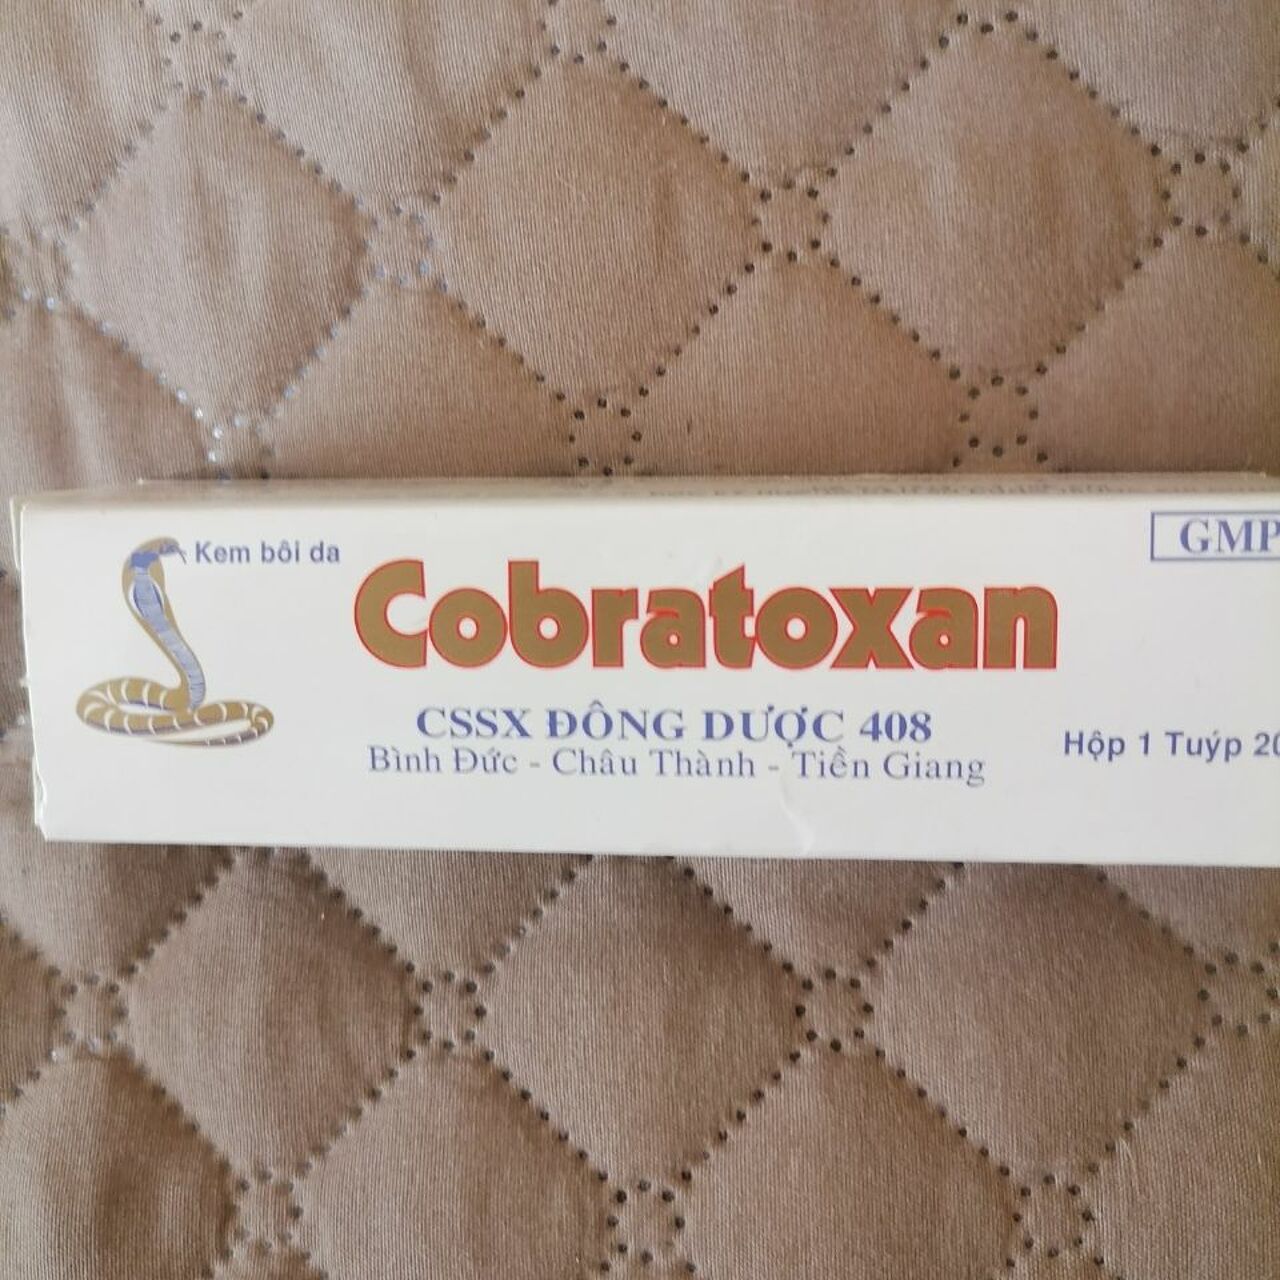 Kem bôi da
Cobratoxan
GMP
CSSX ĐÔNG DƯỢC 408
Bình Đức - Châu Thành - Tiền Giang
Hộp 1 Tuýp 20